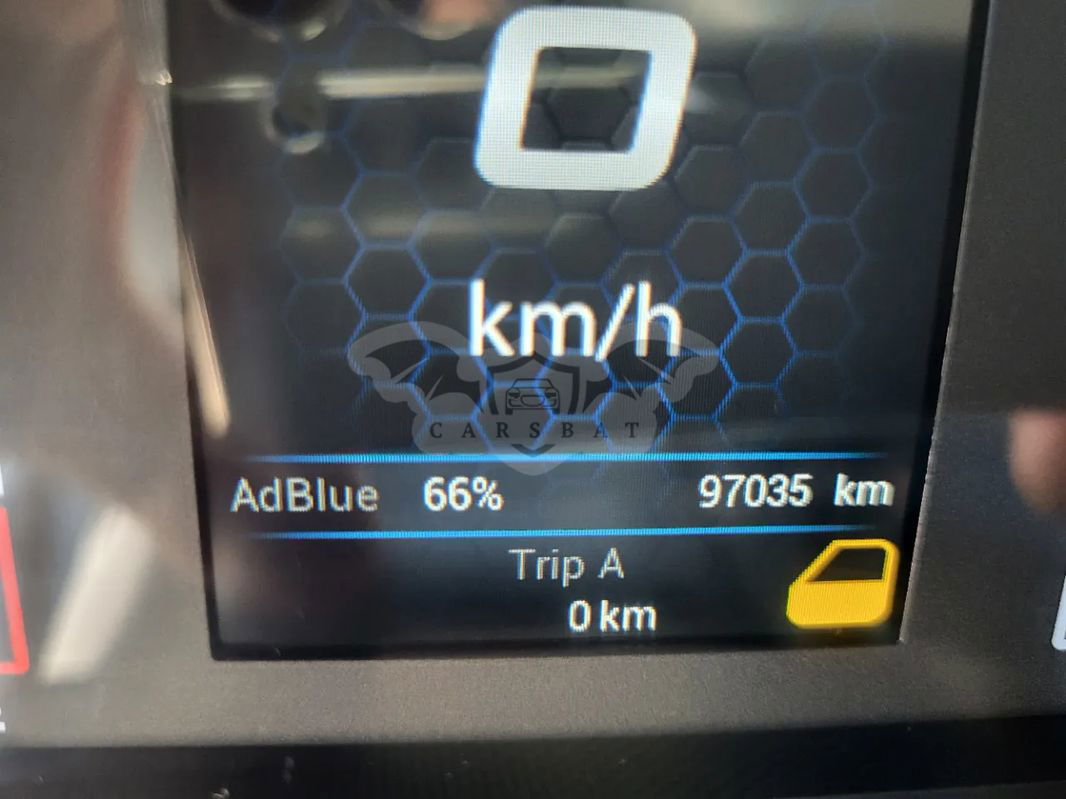 0
km/h
CARSBAT
AdBlue 66% 97035 km
Trip A
0 km